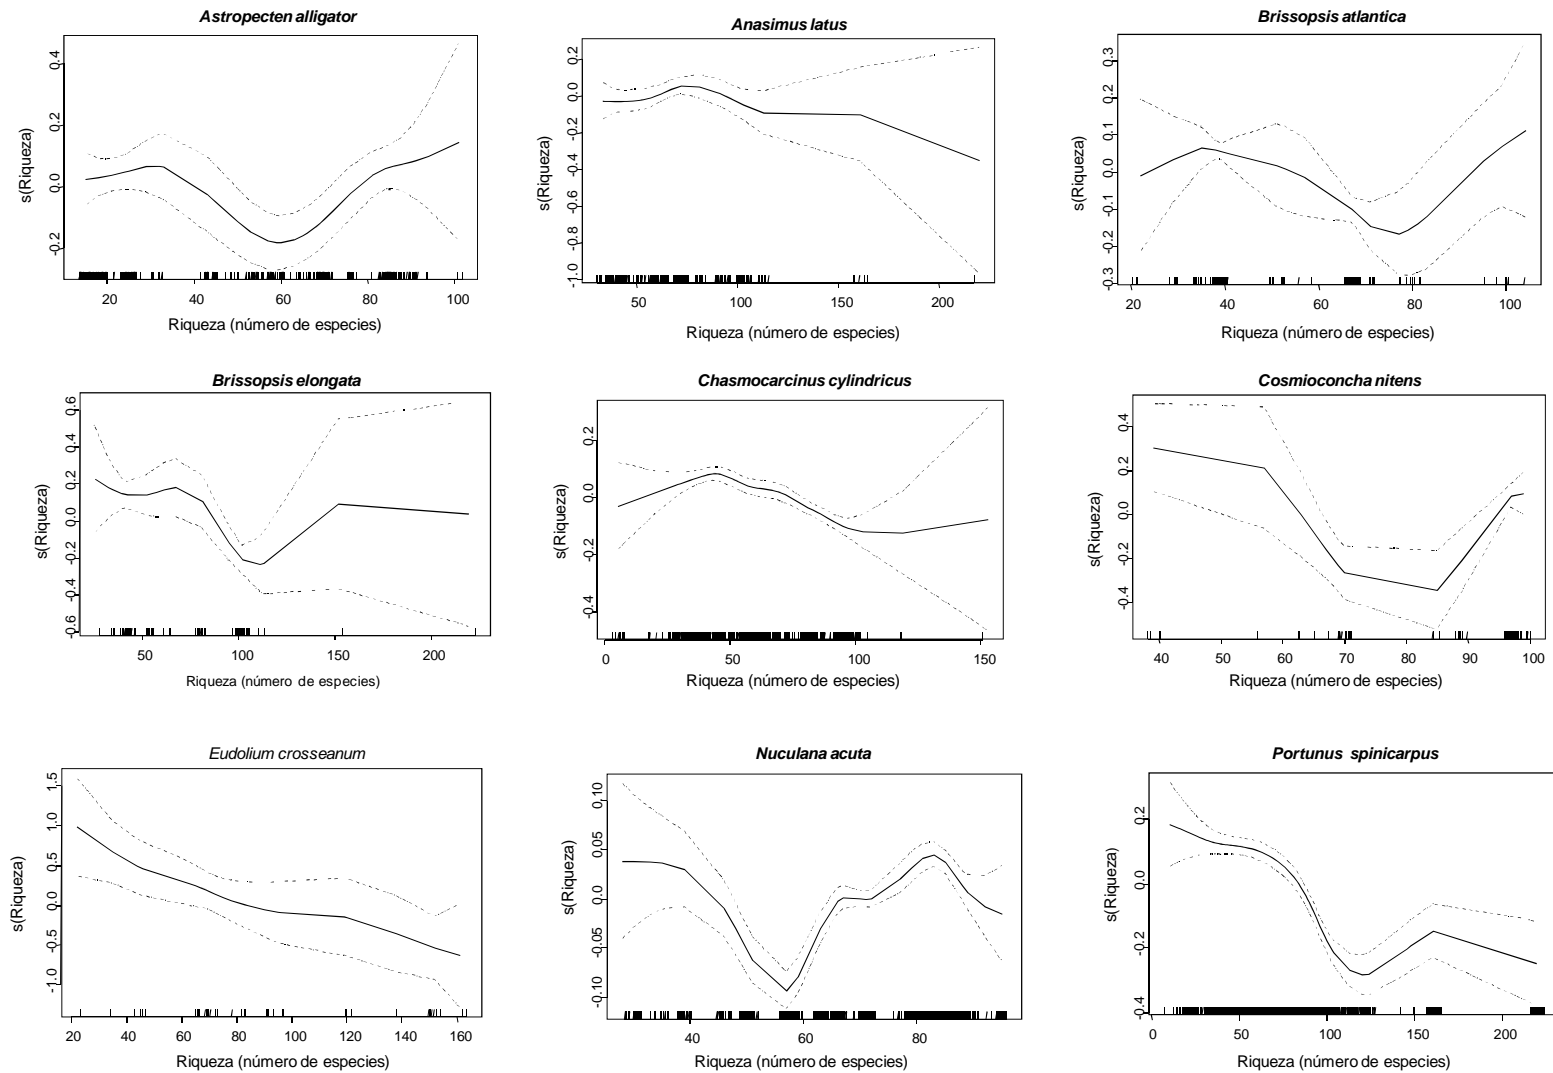 Astropecten alligator
0.4
0.2
0.0
-0.2
s(Riqueza)
20 40 60 80 100
Riqueza (número de especies)
Anasimus latus
0.2
0.0
-0.2
-0.4
-0.6
-0.8
-1.0
s(Riqueza)
50 100 150 200
Riqueza (número de especies)
Brissopsis atlantica
0.3
0.2
0.1
0.0
-0.1
-0.2
-0.3
s(Riqueza)
20 40 60 80 100
Riqueza (número de especies)
Brissopsis elongata
0.6
0.4
0.2
0.0
-0.2
-0.4
-0.6
s(Riqueza)
50 100 150 200
Riqueza (número de especies)
Chasmocarcinus cylindricus
0.2
0.0
-0.2
-0.4
s(Riqueza)
0 50 100 150
Riqueza (número de especies)
Cosmioconcha nitens
0.4
0.2
0.0
-0.2
-0.4
s(Riqueza)
40 50 60 70 80 90 100
Riqueza (número de especies)
Eudolium crosseanum
1.5
1.0
0.5
0.0
-0.5
-1.0
s(Riqueza)
20 40 60 80 100 120 140 160
Riqueza (número de especies)
Nuculana acuta
0.10
0.05
0.0
-0.05
-0.10
s(Riqueza)
40 60 80
Riqueza (número de especies)
Portunus spinicarpus
0.2
0.0
-0.2
-0.4
s(Riqueza)
0 50 100 150 200
Riqueza (número de especies)